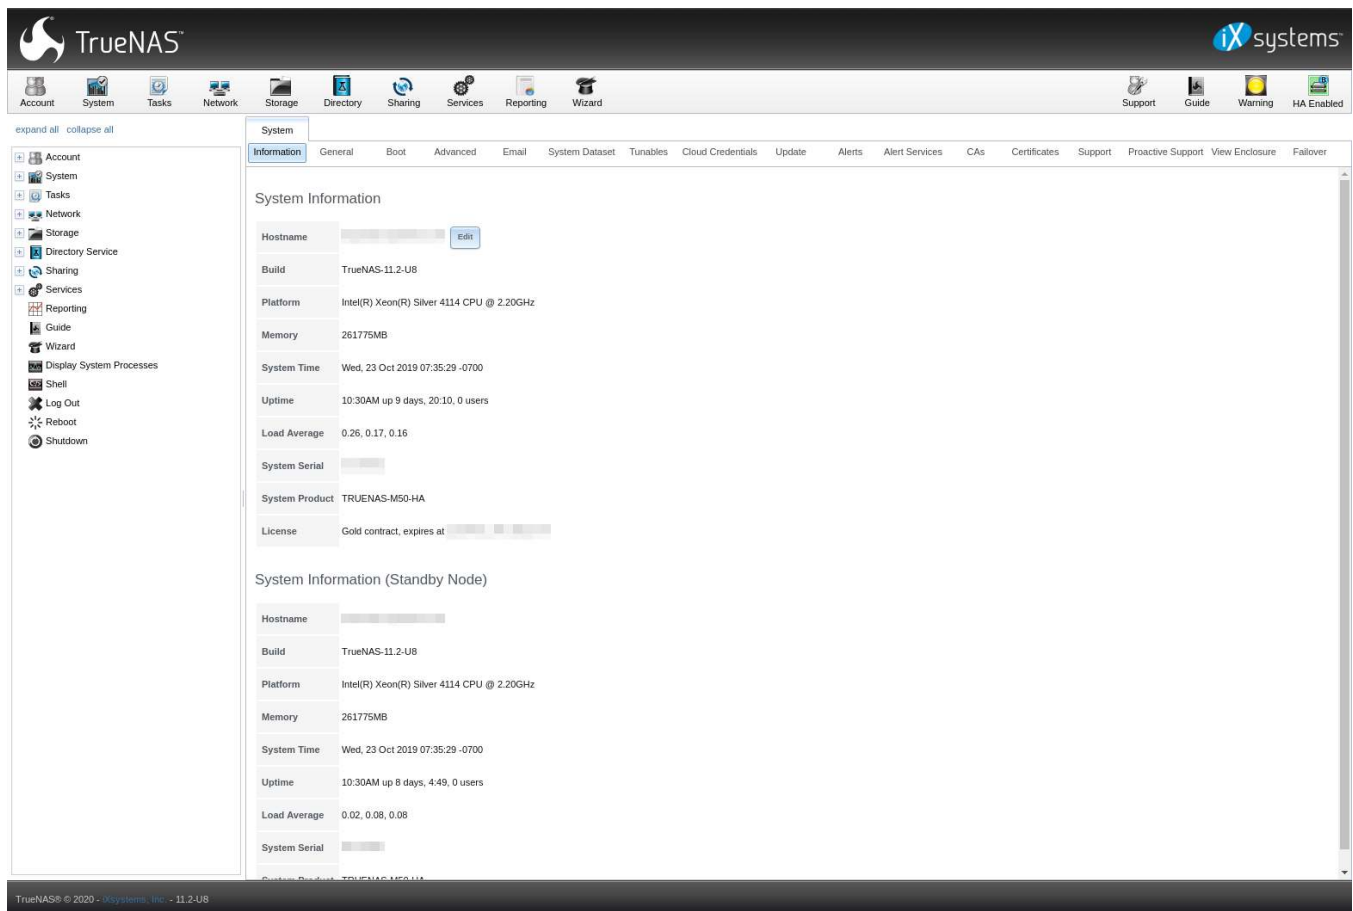 TrueNAS™
iXsystems™
Account System Tasks Network Storage Directory Sharing Services Reporting Wizard Support Guide Warning HA Enabled
expand all collapse all
System
Information General Boot Advanced Email System Dataset Tunables Cloud Credentials Update Alerts Alert Services CAs Certificates Support Proactive Support View Enclosure Failover
Account
System
Tasks
Network
Storage
Directory Service
Sharing
Services
Reporting
Guide
Wizard
Display System Processes
Shell
Log Out
Reboot
Shutdown
System Information
Hostname Edit
Build TrueNAS-11.2-U8
Platform Intel(R) Xeon(R) Silver 4114 CPU @ 2.20GHz
Memory 261775MB
System Time Wed, 23 Oct 2019 07:35:29 -0700
Uptime 10:30AM up 9 days, 20:10, 0 users
Load Average 0.26, 0.17, 0.16
System Serial
System Product TRUENAS-M50-HA
License Gold contract, expires at
System Information (Standby Node)
Hostname
Build TrueNAS-11.2-U8
Platform Intel(R) Xeon(R) Silver 4114 CPU @ 2.20GHz
Memory 261775MB
System Time Wed, 23 Oct 2019 07:35:29 -0700
Uptime 10:30AM up 8 days, 4:49, 0 users
Load Average 0.02, 0.08, 0.08
System Serial
System Product TRUENAS-M50-HA
TrueNAS® © 2020 - iXsystems, Inc. - 11.2-U8